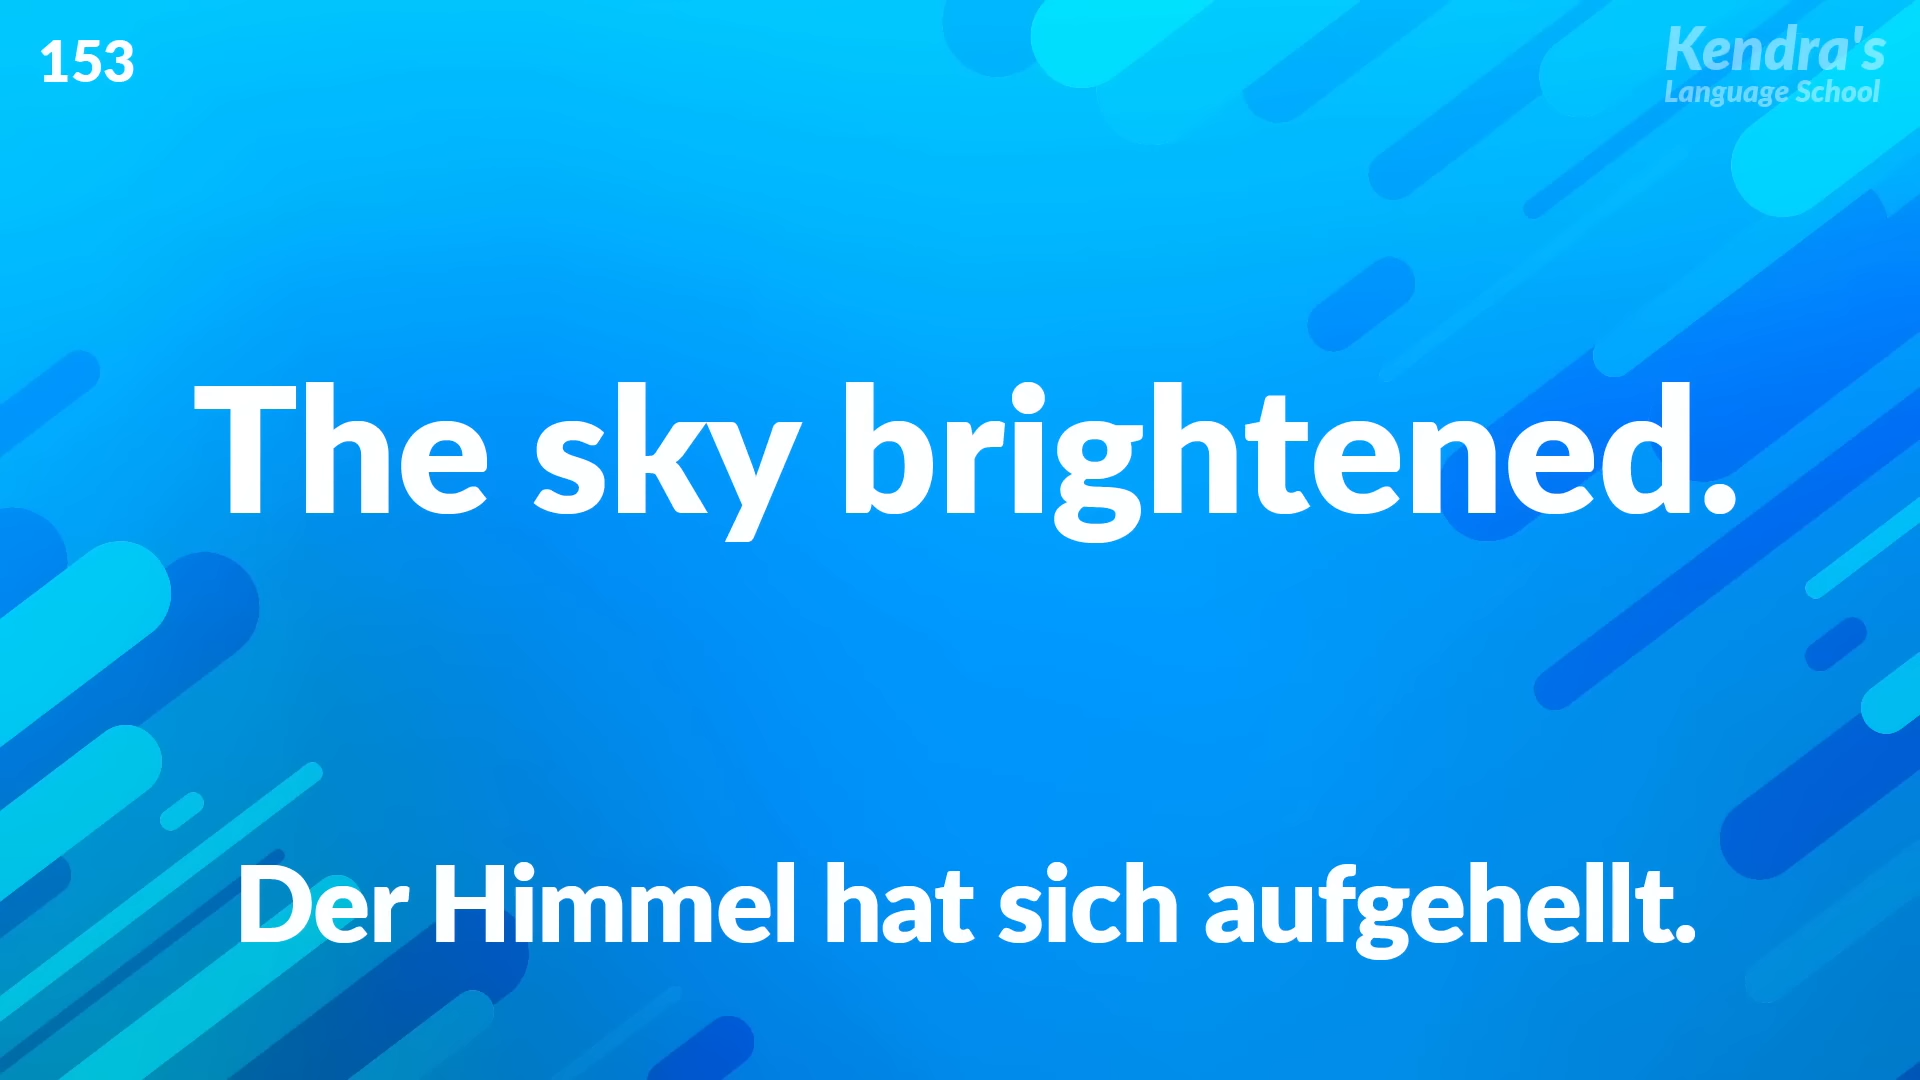 153
Kendra's
Language School
The sky brightened.
Der Himmel hat sich aufgehellt.